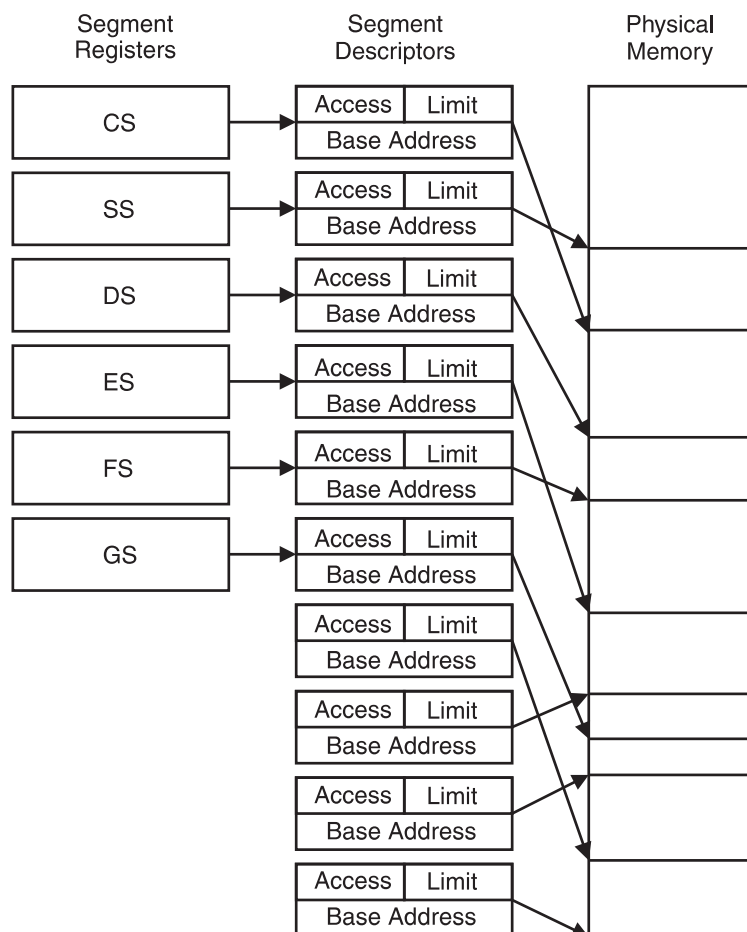 Segment
Registers
Segment
Descriptors
Physical
Memory
CS
Access Limit
Base Address
SS
Access Limit
Base Address
DS
Access Limit
Base Address
ES
Access Limit
Base Address
FS
Access Limit
Base Address
GS
Access Limit
Base Address
Access Limit
Base Address
Access Limit
Base Address
Access Limit
Base Address
Access Limit
Base Address